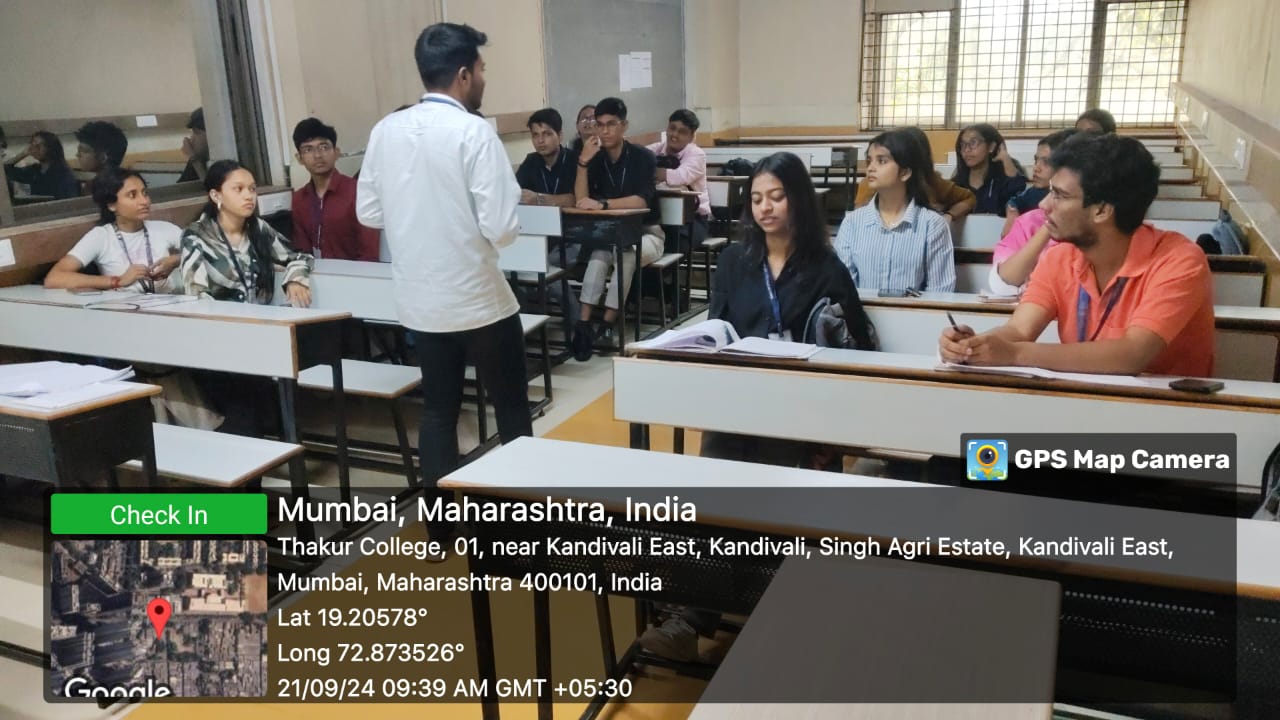 GPS Map Camera
Check In
Mumbai, Maharashtra, India
Thakur College, 01, near Kandivali East, Kandivali, Singh Agri Estate, Kandivali East,
Mumbai, Maharashtra 400101, India
Lat 19.20578°
Long 72.873526°
21/09/24 09:39 AM GMT +05:30
Google